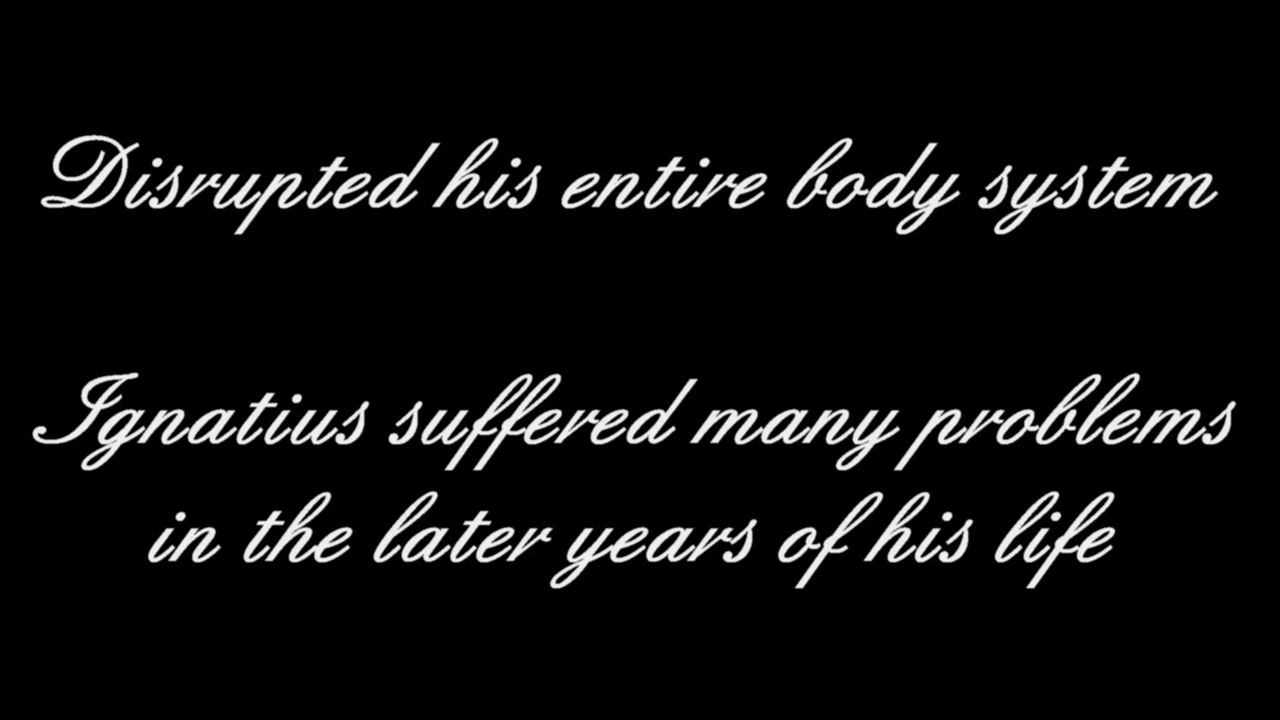 Disrupted his entire body system
Ignatius suffered many problems
in the later years of his life